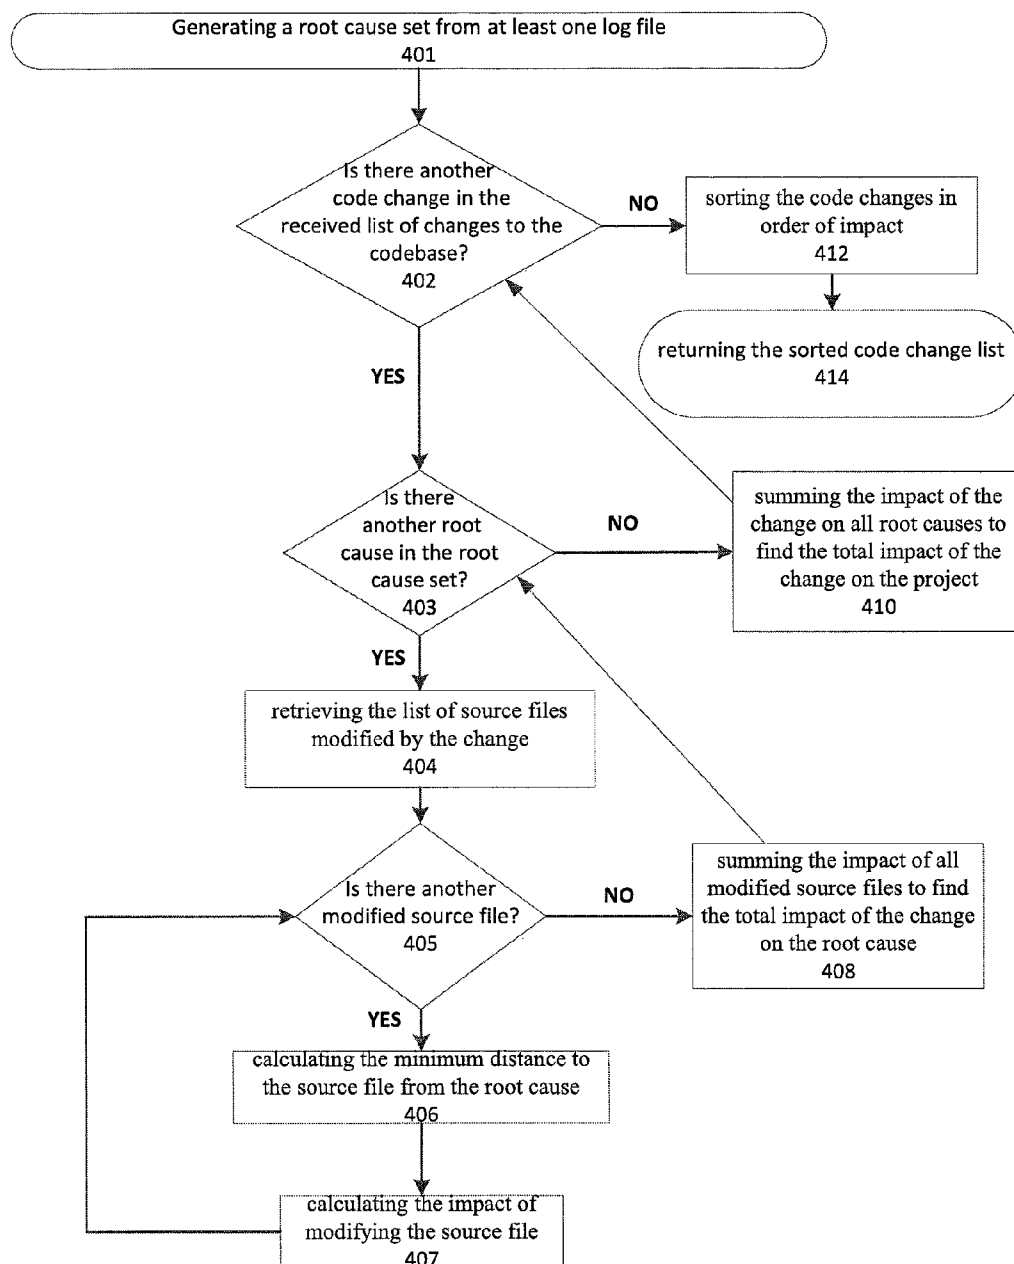 Generating a root cause set from at least one log file
401
Is there another
code change in the
received list of changes to the
codebase?
402
NO
sorting the code changes in
order of impact
412
returning the sorted code change list
414
YES
Is there
another root
cause in the root
cause set?
403
NO
summing the impact of the
change on all root causes to
find the total impact of the
change on the project
410
YES
retrieving the list of source files
modified by the change
404
Is there another
modified source file?
405
NO
summing the impact of all
modified source files to find
the total impact of the change
on the root cause
408
YES
calculating the minimum distance to
the source file from the root cause
406
calculating the impact of
modifying the source file
407